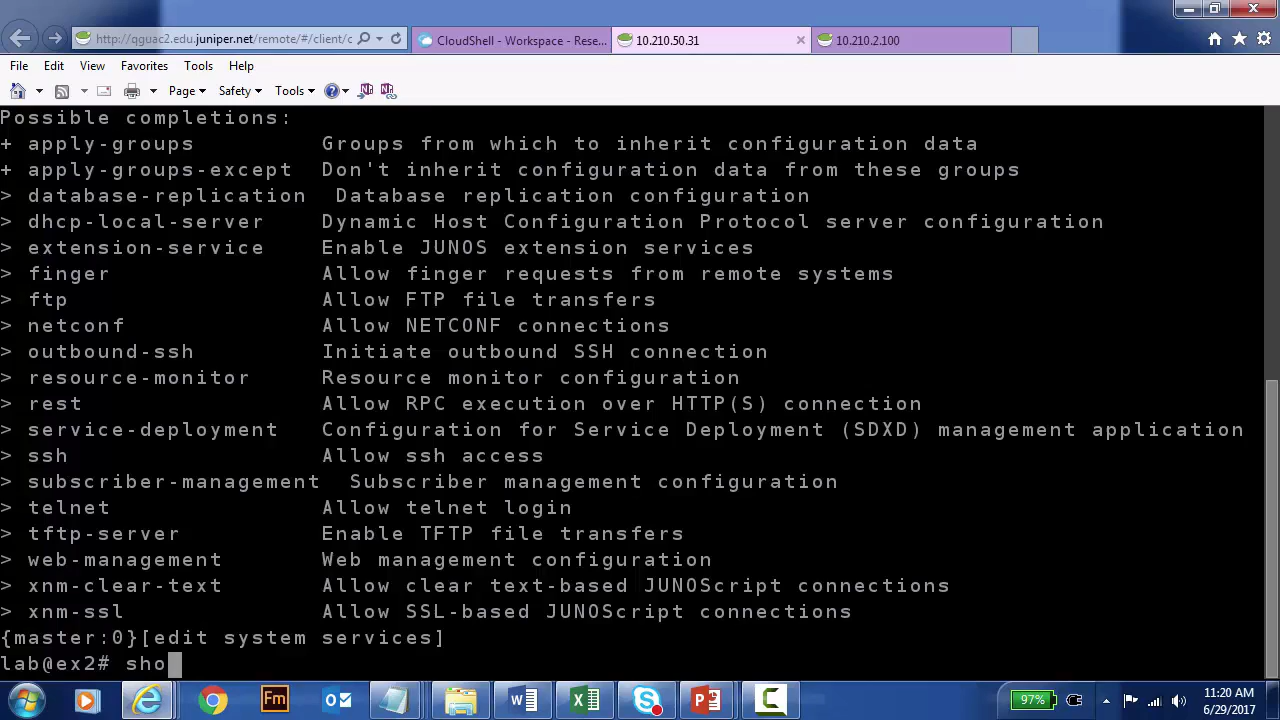 http://qguac2.edu.juniper.net/remote/#/client/c
CloudShell - Workspace - Rese...
10.210.50.31
10.210.2.100
File Edit View Favorites Tools Help
Page Safety Tools
Possible completions:
+ apply-groups Groups from which to inherit configuration data
+ apply-groups-except Don't inherit configuration data from these groups
> database-replication Database replication configuration
> dhcp-local-server Dynamic Host Configuration Protocol server configuration
> extension-service Enable JUNOS extension services
> finger Allow finger requests from remote systems
> ftp Allow FTP file transfers
> netconf Allow NETCONF connections
> outbound-ssh Initiate outbound SSH connection
> resource-monitor Resource monitor configuration
> rest Allow RPC execution over HTTP(S) connection
> service-deployment Configuration for Service Deployment (SDXD) management application
> ssh Allow ssh access
> subscriber-management Subscriber management configuration
> telnet Allow telnet login
> tftp-server Enable TFTP file transfers
> web-management Web management configuration
> xnm-clear-text Allow clear text-based JUNOScript connections
> xnm-ssl Allow SSL-based JUNOScript connections
{master:0}[edit system services]
lab@ex2# sho
97%
11:20 AM
6/29/2017